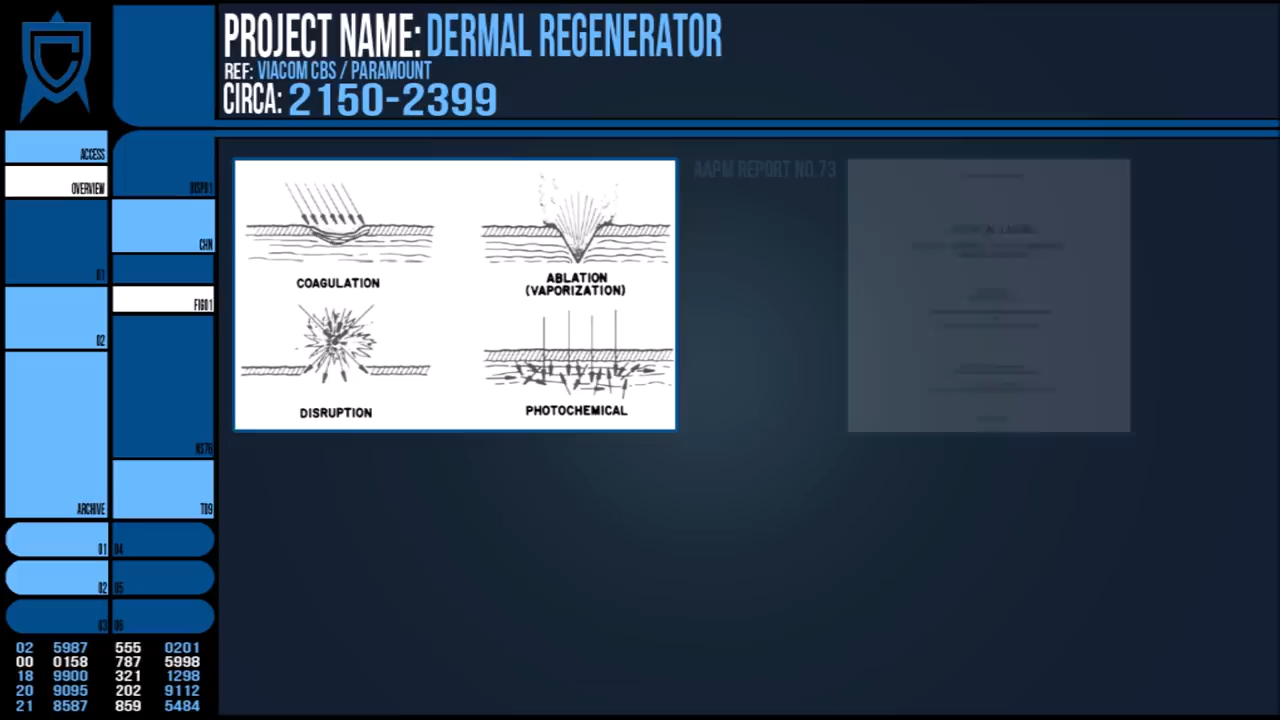 PROJECT NAME: DERMAL REGENERATOR
REF: VIACOM CBS / PARAMOUNT
CIRCA: 2150-2399
ACCESS
OVERVIEW
01
02
ARCHIVE
DISP01
CHN
FIG01
NS76
T09
01 04
02 05
03 06
02 5987 555 0201
00 0158 787 5998
18 9900 321 1298
20 9095 202 9112
21 8587 859 5484
COAGULATION
ABLATION
(VAPORIZATION)
DISRUPTION
PHOTOCHEMICAL
AAPM REPORT NO.73